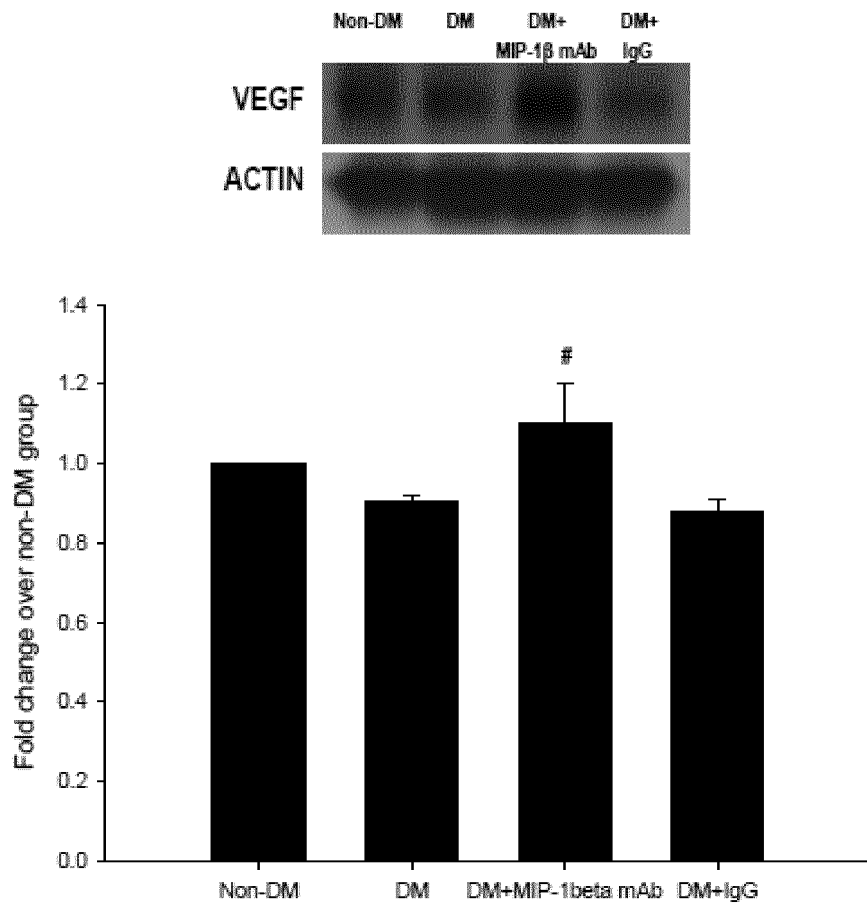 Non-DM DM DM+ DM+
MIP-1β mAb IgG
VEGF
ACTIN
1.4
#
1.2
1.0
0.8
0.6
0.4
0.2
0.0
Fold change over non-DM group
Non-DM DM DM+MIP-1beta mAb DM+IgG